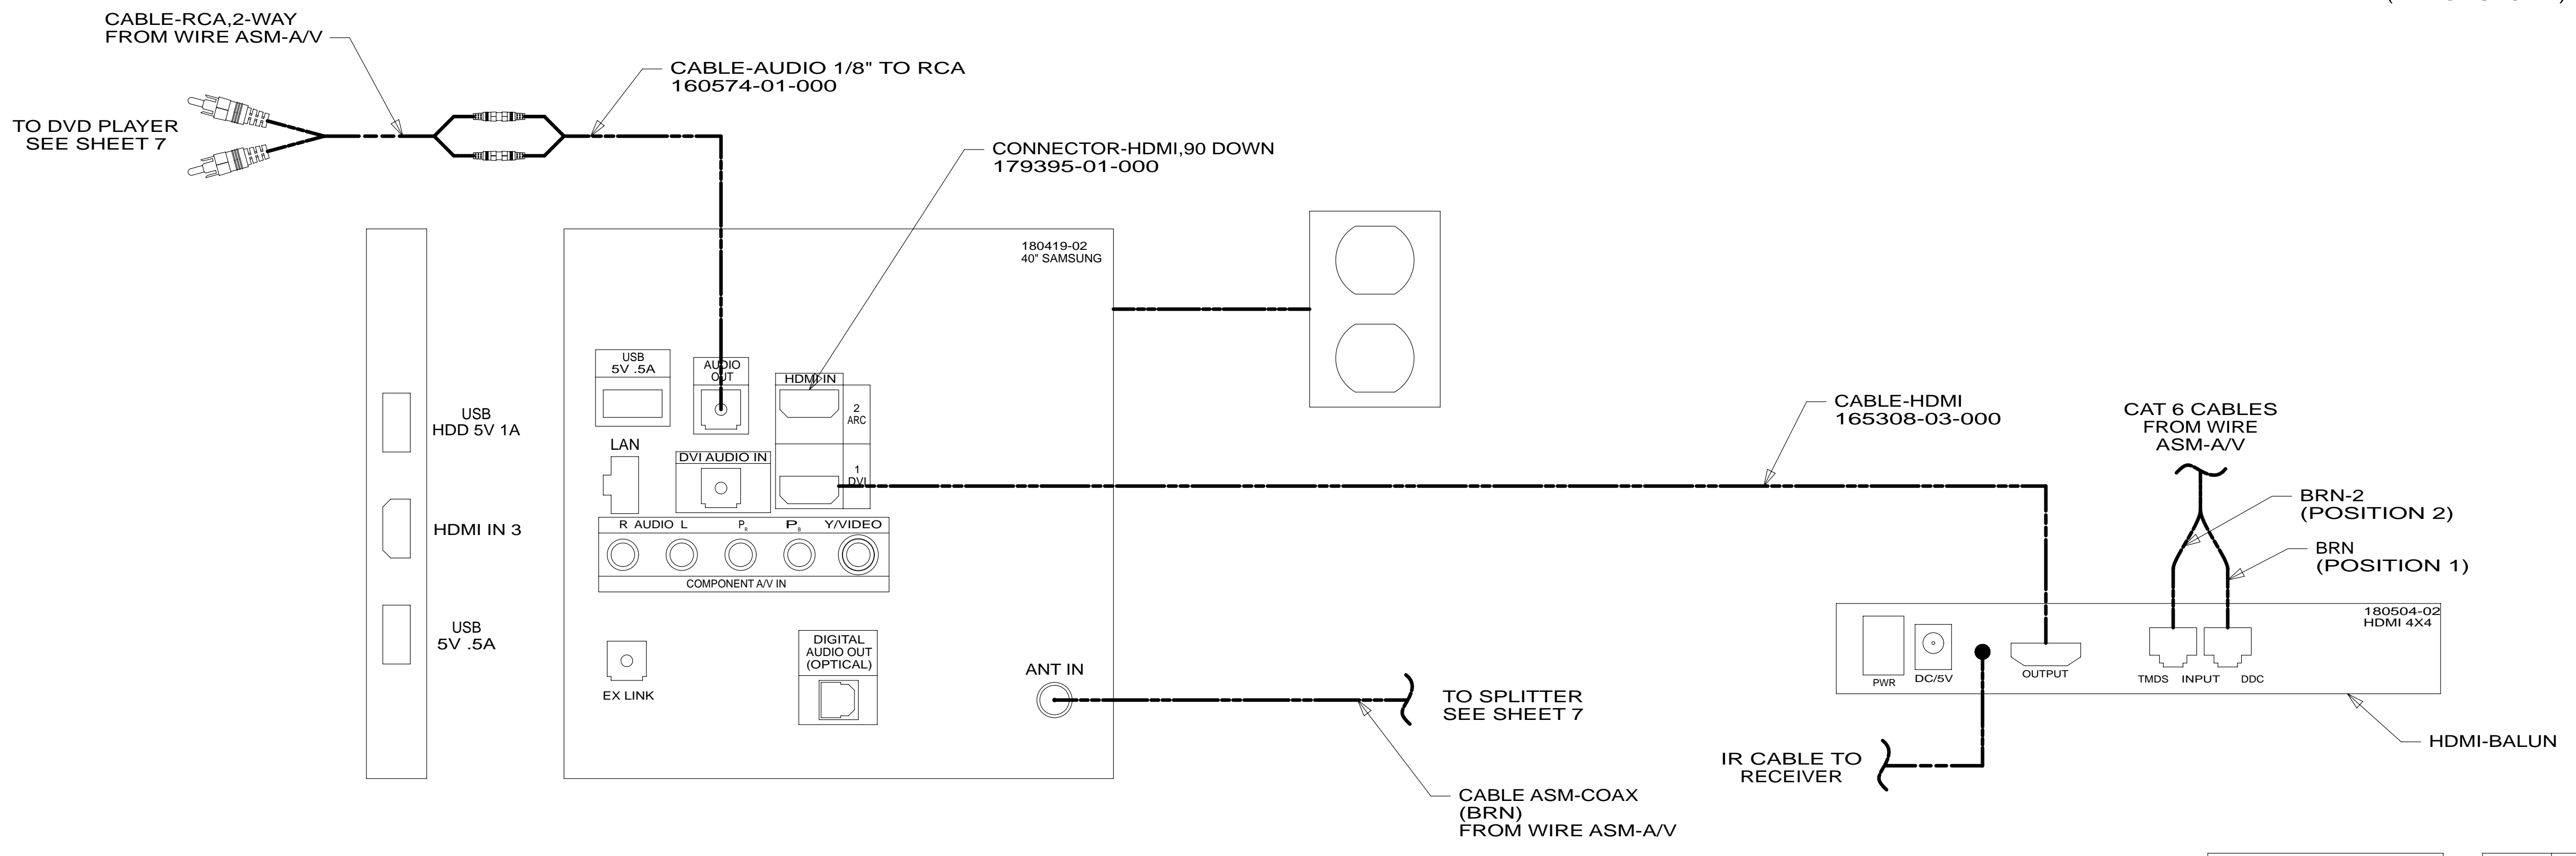 CABLE-RCA,2-WAY
FROM WIRE ASM-A/V
CABLE-AUDIO 1/8" TO RCA
160574-01-000
TO DVD PLAYER
SEE SHEET 7
CONNECTOR-HDMI,90 DOWN
179395-01-000
180419-02
40" SAMSUNG
USB
5V .5A
AUDIO
OUT
HDMI IN
2
ARC
USB
HDD 5V 1A
LAN
DVI AUDIO IN
1
DVI
CABLE-HDMI
165308-03-000
CAT 6 CABLES
FROM WIRE
ASM-A/V
BRN-2
(POSITION 2)
BRN
(POSITION 1)
HDMI IN 3
R AUDIO L PR PB Y/VIDEO
COMPONENT A/V IN
USB
5V .5A
EX LINK
DIGITAL
AUDIO OUT
(OPTICAL)
ANT IN
TO SPLITTER
SEE SHEET 7
CABLE ASM-COAX
(BRN)
FROM WIRE ASM-A/V
180504-02
HDMI 4X4
PWR
DC/5V
OUTPUT
TMDS INPUT DDC
HDMI-BALUN
IR CABLE TO
RECEIVER